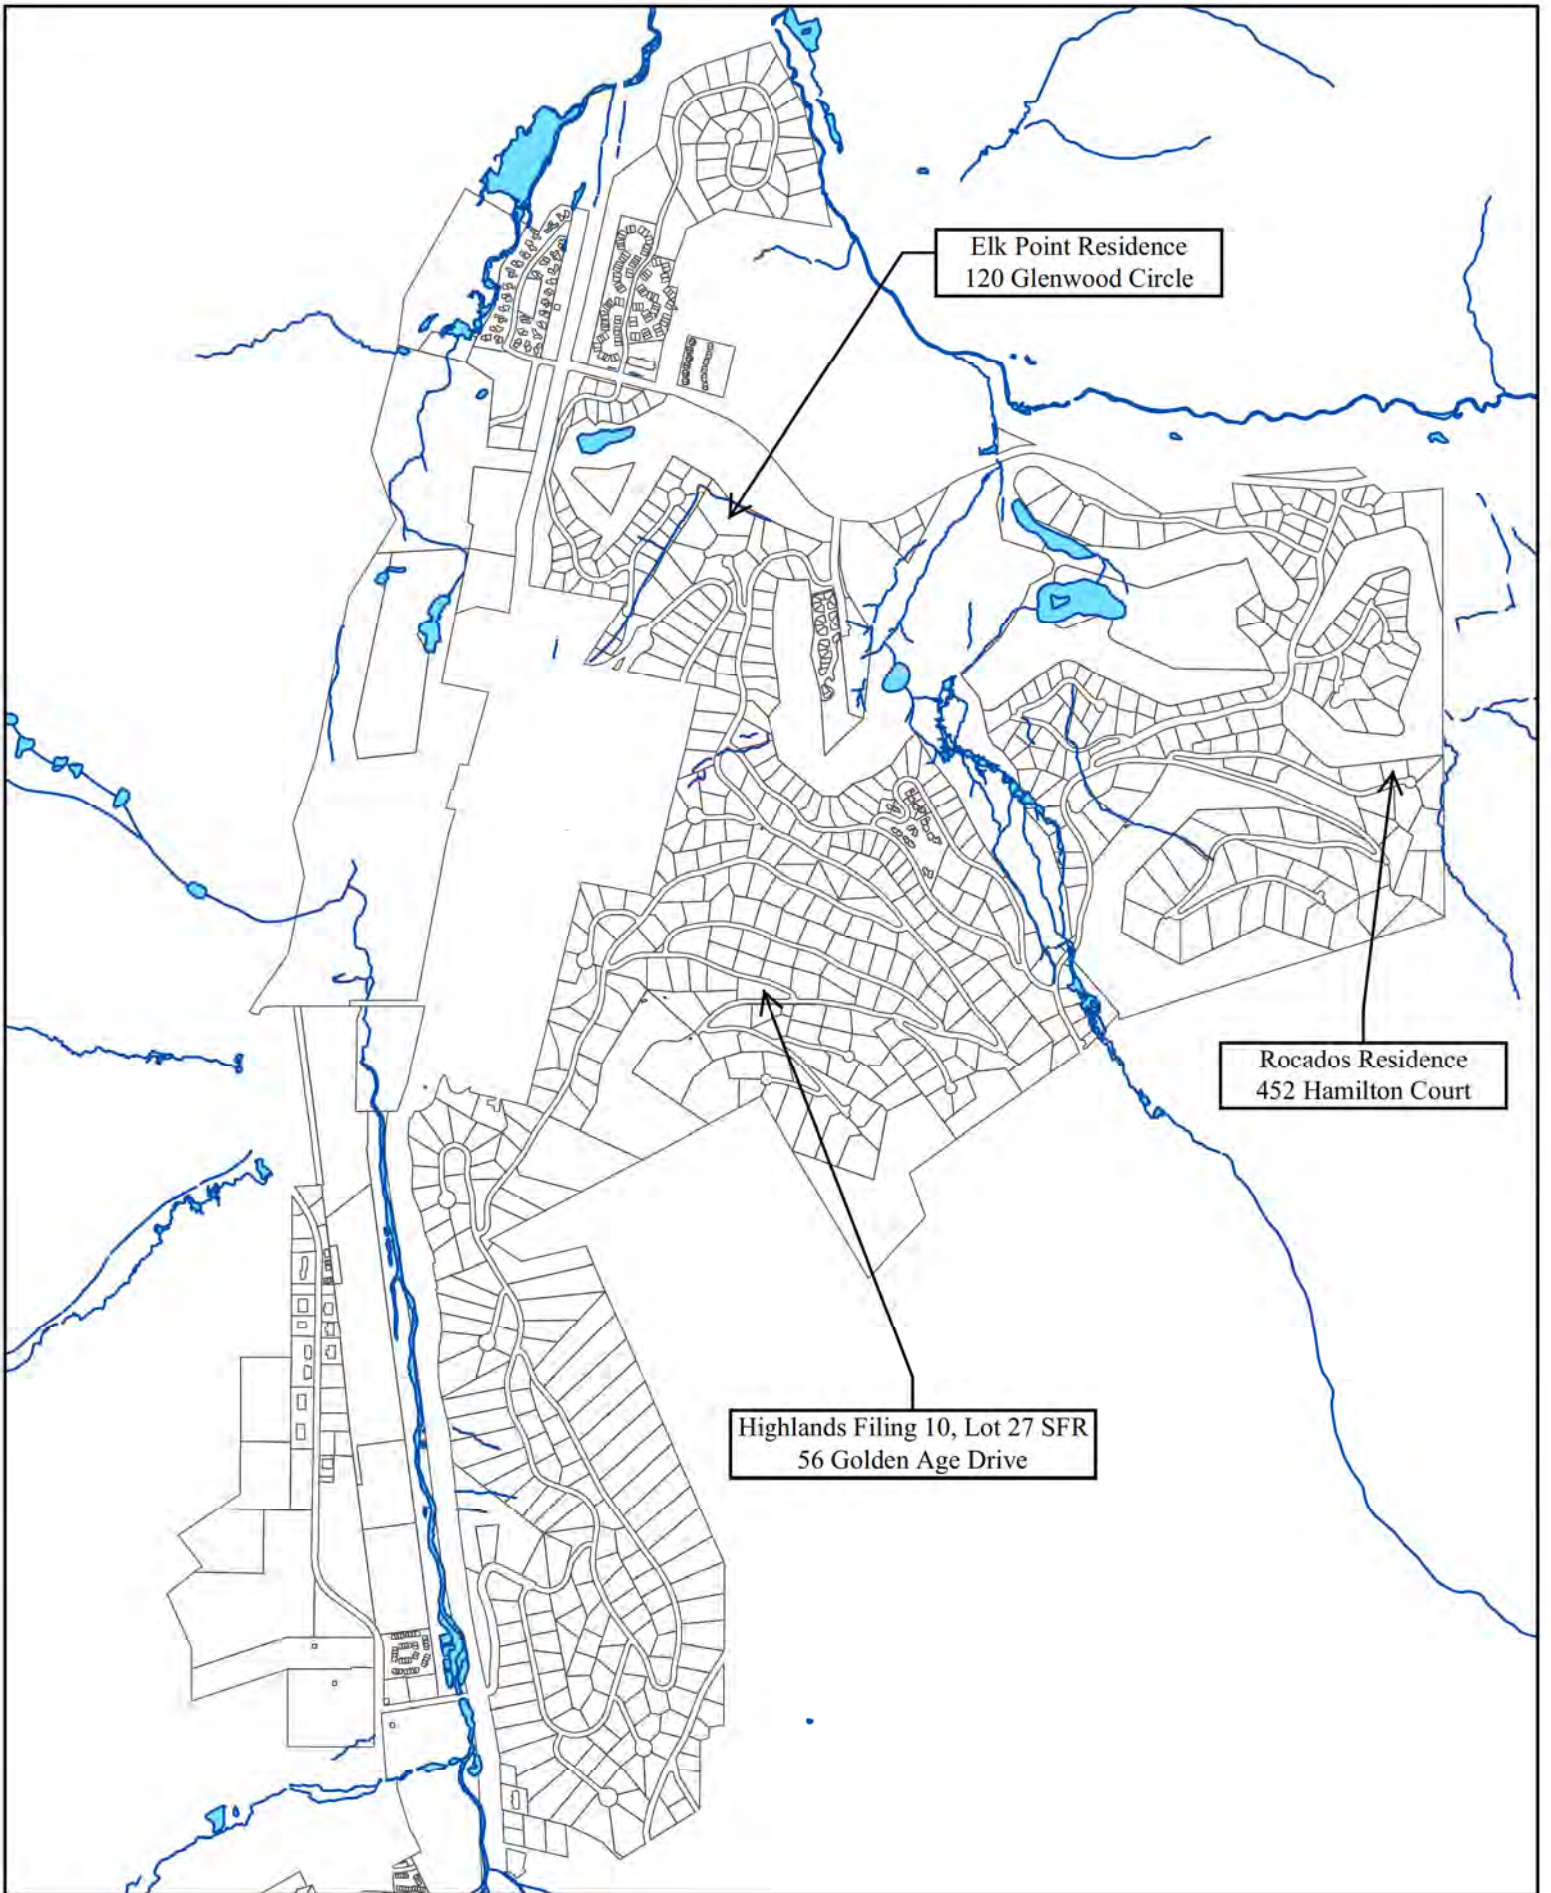 Elk Point Residence
120 Glenwood Circle
Rocados Residence
452 Hamilton Court
Highlands Filing 10, Lot 27 SFR
56 Golden Age Drive